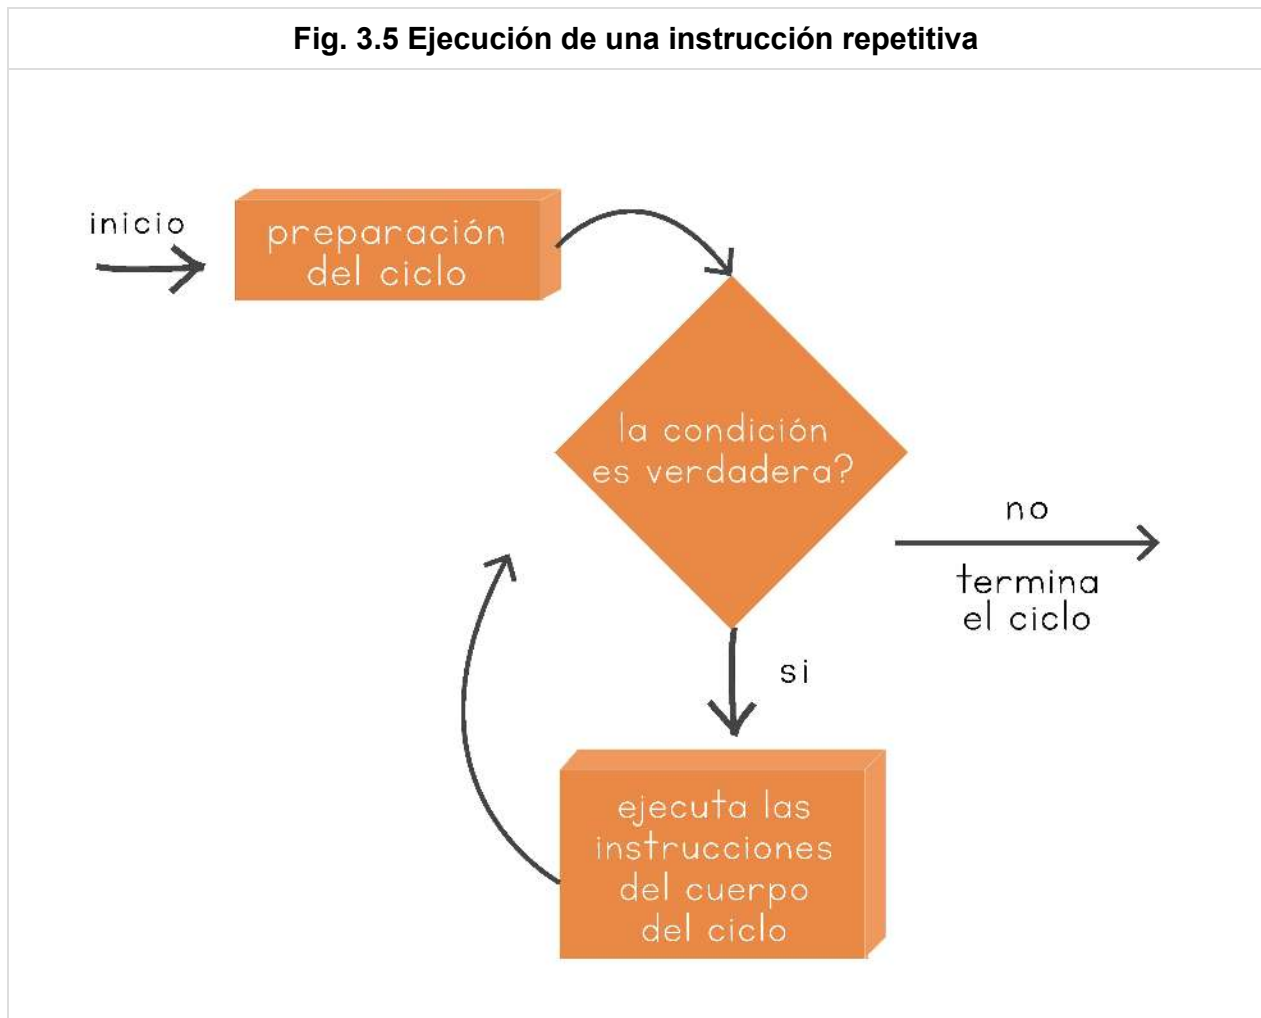 Fig. 3.5 Ejecución de una instrucción repetitiva
inicio
preparación
del ciclo
la condición
es verdadera?
no
termina
el ciclo
si
ejecuta las
instrucciones
del cuerpo
del ciclo